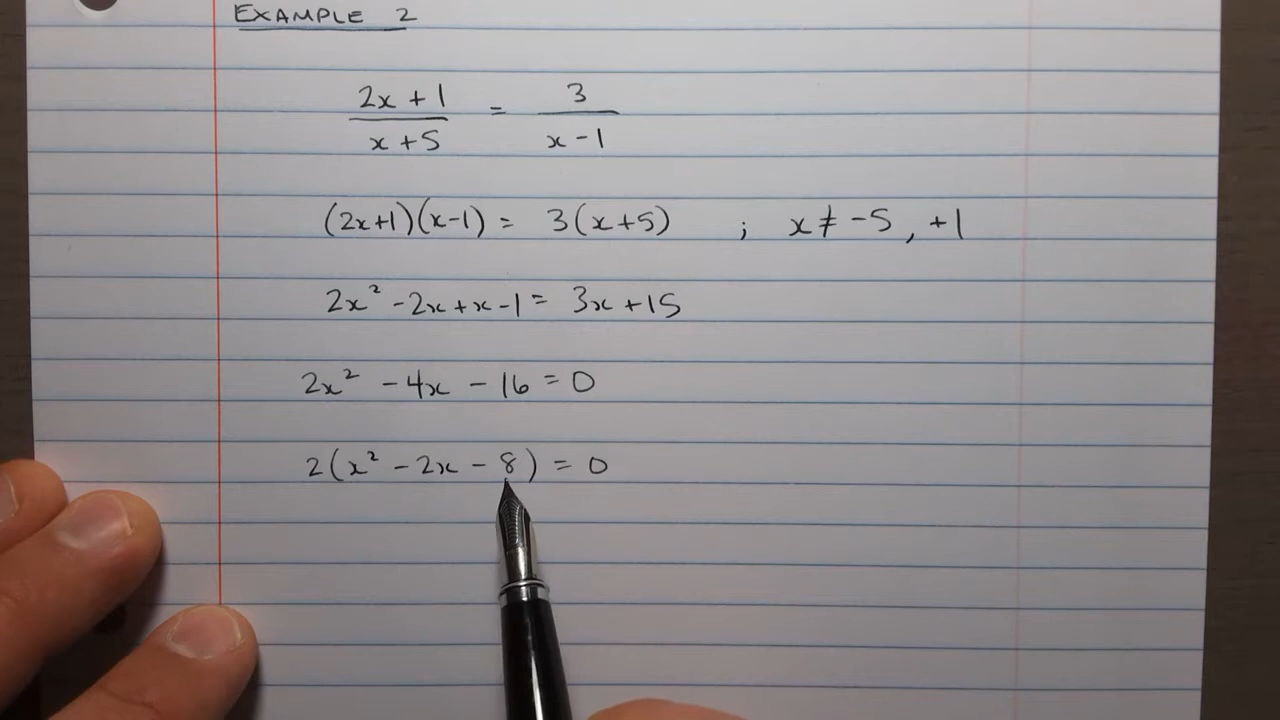 EXAMPLE 2
2x + 1 / x + 5 = 3 / x - 1
(2x+1)(x-1) = 3(x+5) ; x ≠ -5, +1
2x² - 2x + x - 1 = 3x + 15
2x² - 4x - 16 = 0
2(x² - 2x - 8) = 0